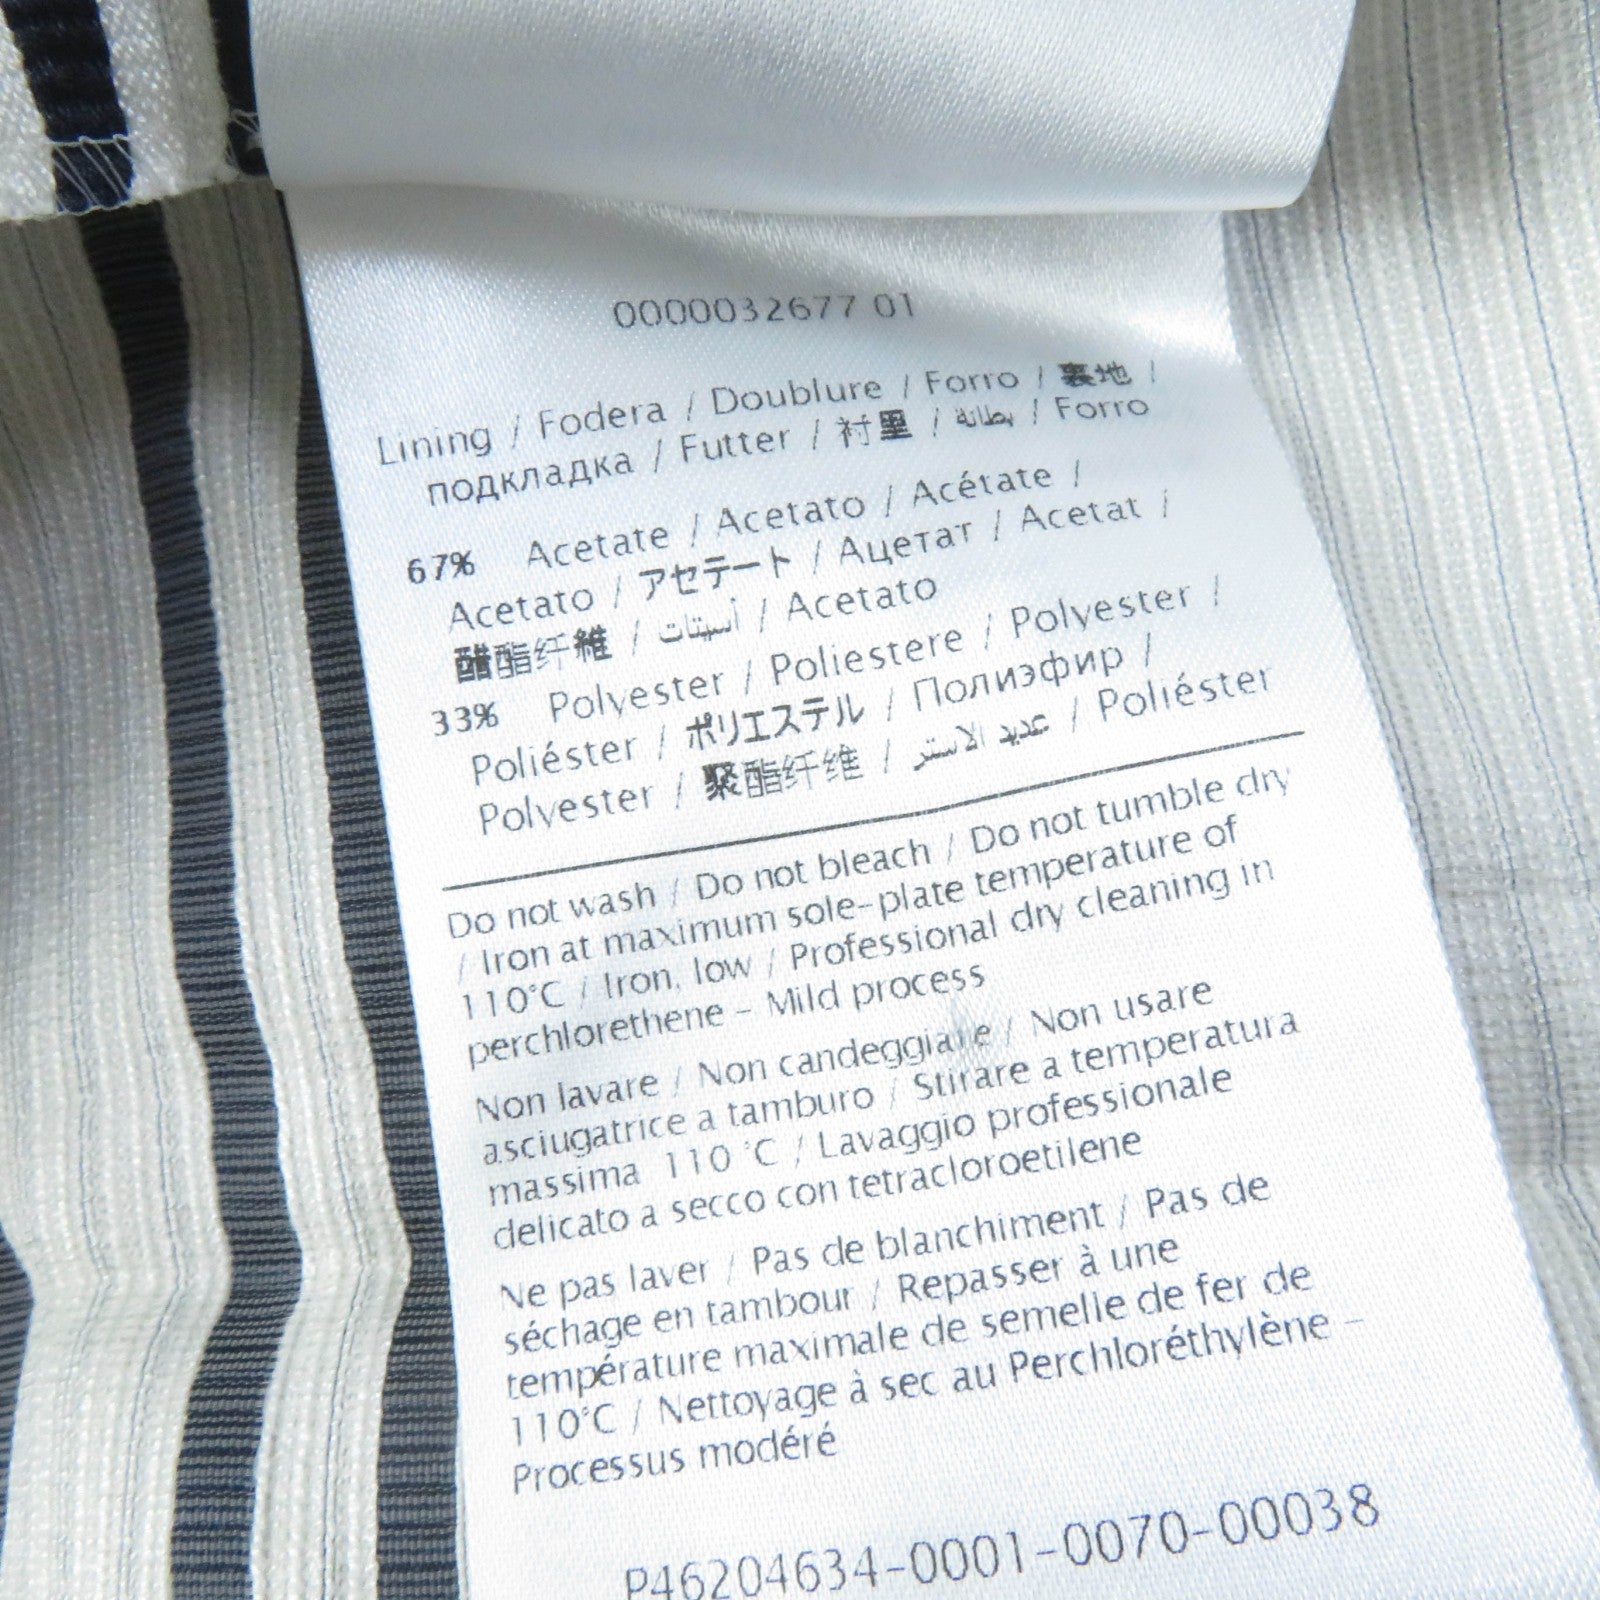 0000032677 01
Lining / Fodera / Doublure / Forro / 裏地 /
подкладка / Futter / 衬里 / بطانة / Forro
67% Acetate / Acetato / Acétate /
Acetato / アセテート / Ацетат / Acetat /
醋酯纤維 / أسيتات / Acetato
33% Polyester / Poliestere / Polyester /
Poliéster / ポリエステル / Полиэфир /
Polyester / 聚酯纤维 / عديد الاستر / Poliéster
Do not wash / Do not bleach / Do not tumble dry
/ Iron at maximum sole-plate temperature of
110°C / Iron, low / Professional dry cleaning in
perchlorethene - Mild process
Non lavare / Non candeggiare / Non usare
asciugatrice a tamburo / Stirare a temperatura
massima 110 °C / Lavaggio professionale
delicato a secco con tetracloroetilene
Ne pas laver / Pas de blanchiment / Pas de
séchage en tambour / Repasser à une
température maximale de semelle de fer de
110°C / Nettoyage à sec au Perchloréthylène -
Processus modéré
P46204634-0001-0070-00038